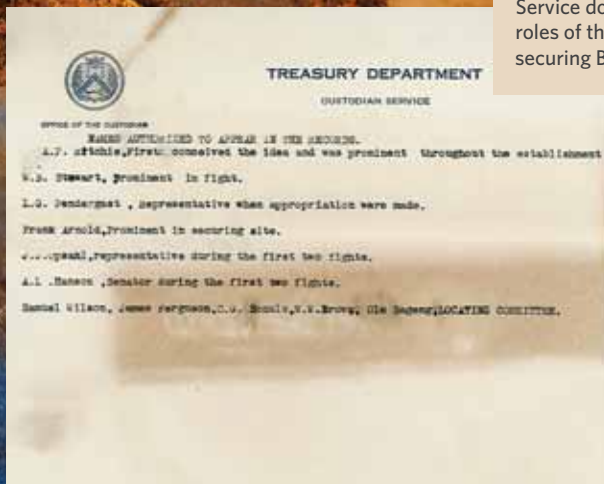 Service do
roles of th
securing B
TREASURY DEPARTMENT
CUSTODIAN SERVICE
OFFICE OF THE CUSTODIAN
NAMES AUTHORIZED TO APPEAR IN THE RECORDS.
A.P. Ritchie,First conceived the idea and was prominent throughout the establishment
Stewart, prominent in fight.
L.G. Pendergast , Representative when appropriation were made.
Frank Arnold,Prominent in securing site.
representative during the first two fights.
A.L .Hanson ,Senator during the first two fights.
Samuel Wilson, James Ferguson, Brown, Ole Sageng,LOCATING COMMITTEE.